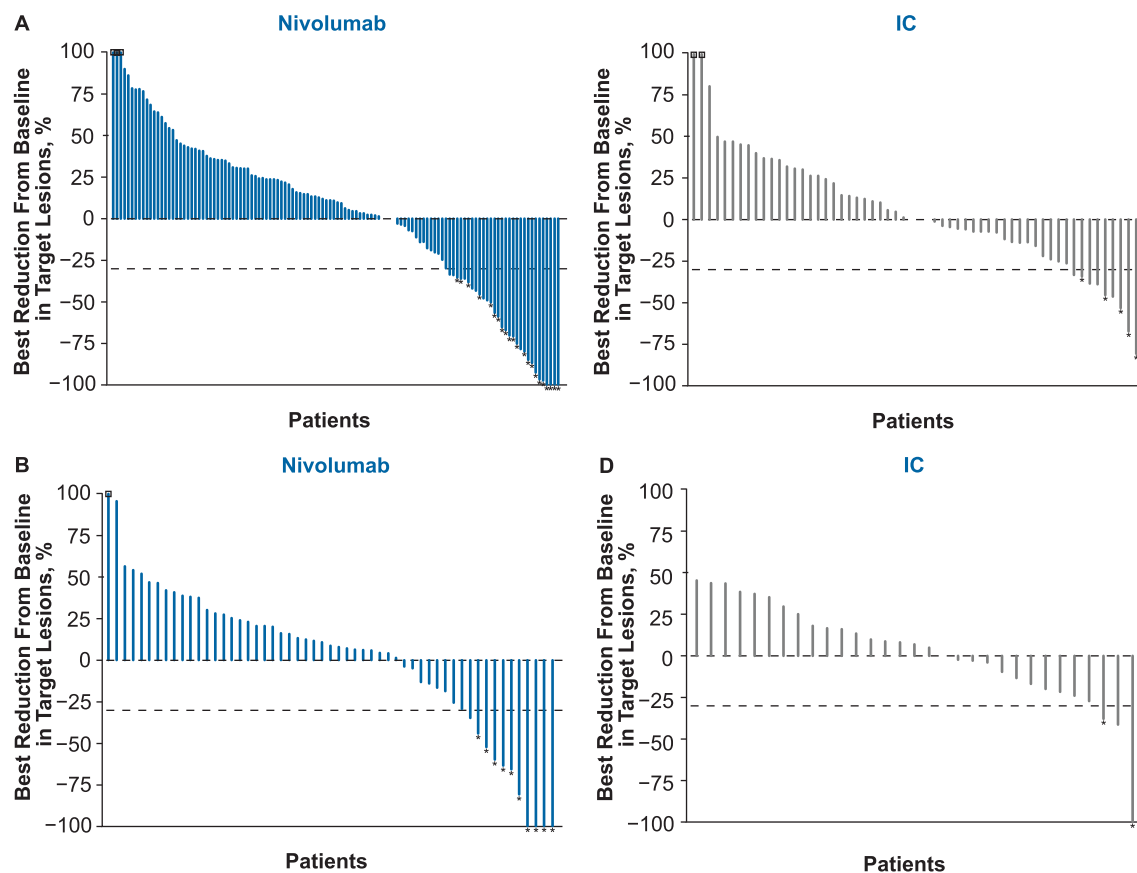 A
Nivolumab
Best Reduction From Baseline
in Target Lesions, %
100
75
50
25
0
−25
−50
−75
−100
* * * * * * * * * * * * * * * * * * * * * * * *
Patients
IC
Best Reduction From Baseline
in Target Lesions, %
100
75
50
25
0
−25
−50
−75
−100
* * * * *
Patients
B
Nivolumab
Best Reduction From Baseline
in Target Lesions, %
100
75
50
25
0
−25
−50
−75
−100
* * * * * * * * * *
Patients
D
IC
Best Reduction From Baseline
in Target Lesions, %
100
75
50
25
0
−25
−50
−75
−100
* *
Patients